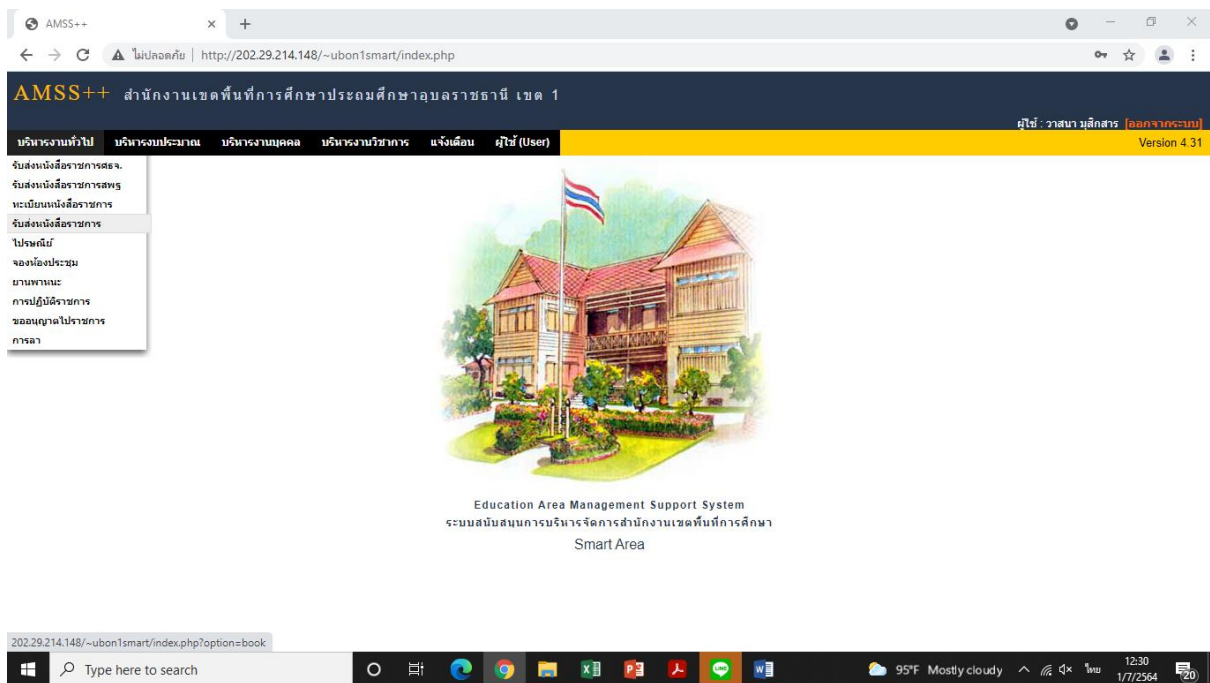 AMSS++
ไม่ปลอดภัย | http://202.29.214.148/~ubon1smart/index.php
AMSS++ สำนักงานเขตพื้นที่การศึกษาประถมศึกษาอุบลราชธานี เขต 1
ผู้ใช้ : วาสนา มุสิกสาร [ออกจากระบบ]
บริหารงานทั่วไป บริหารงบประมาณ บริหารงานบุคคล บริหารงานวิชาการ แจ้งเตือน ผู้ใช้ (User) Version 4.31
รับส่งหนังสือราชการศธจ.
รับส่งหนังสือราชการสพฐ
ทะเบียนหนังสือราชการ
รับส่งหนังสือราชการ
ไปรษณีย์
จองห้องประชุม
ยานพาหนะ
การปฏิบัติราชการ
ขออนุญาตไปราชการ
การลา
Education Area Management Support System
ระบบสนับสนุนการบริหารจัดการสำนักงานเขตพื้นที่การศึกษา
Smart Area
202.29.214.148/~ubon1smart/index.php?option=book
Type here to search 95°F Mostly cloudy ไทย 12:30
1/7/2564 20